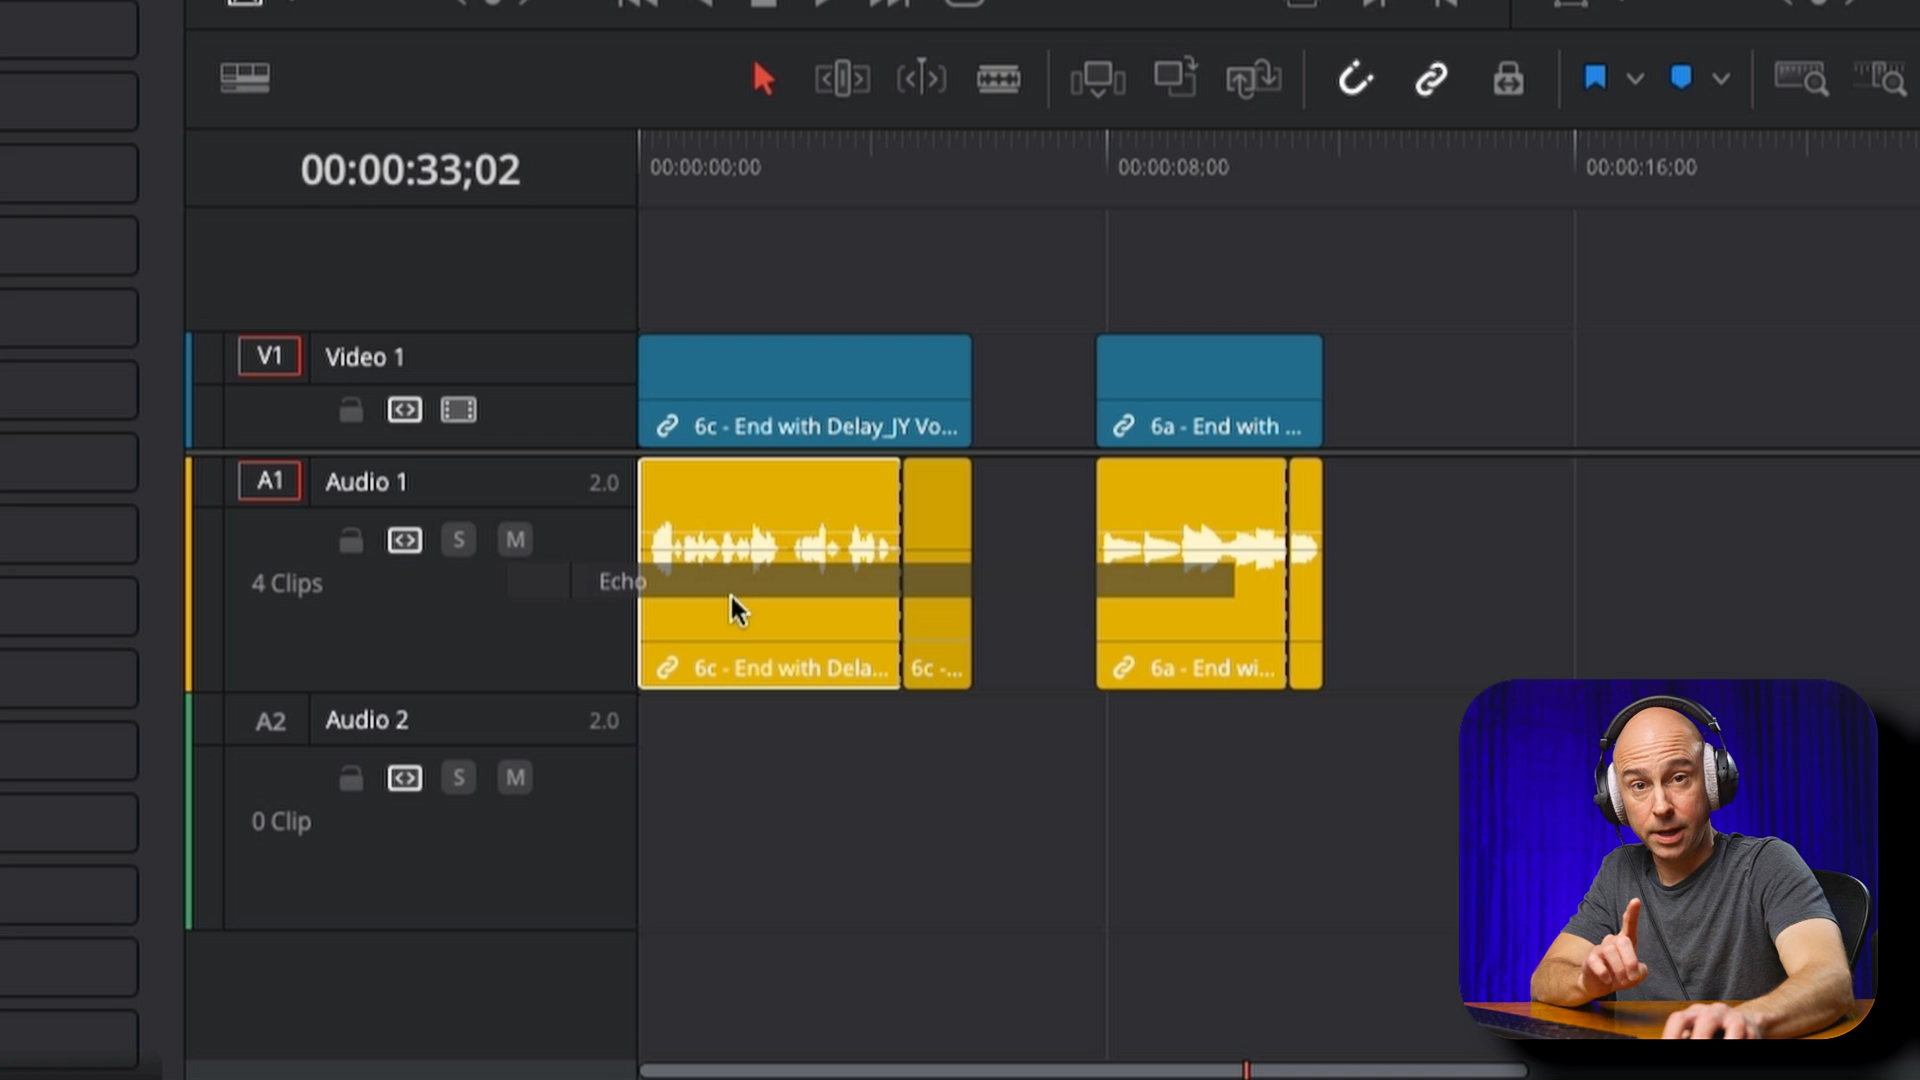 00:00:33;02
00:00:00;00
00:00:08;00
00:00:16;00
V1
Video 1
6c - End with Delay_JY Vo...
6a - End with ...
A1
Audio 1
2.0
S
M
4 Clips
Echo
6c - End with Dela...
6c -...
6a - End wi...
A2
Audio 2
2.0
S
M
0 Clip